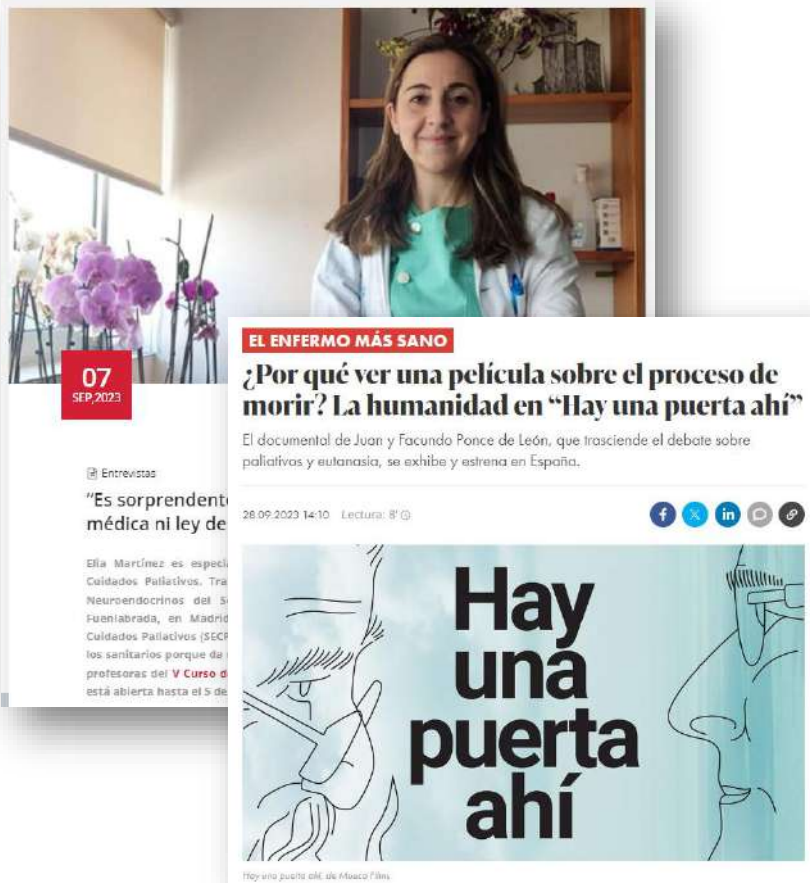 07
SEP,2023
Entrevistas
“Es sorprendent
médica ni ley de
Elia Martínez es especi
Cuidados Paliativos. Tra
Neuroendocrinos del S
Fuenlabrada, en Madrid
Cuidados Paliativos (SECP
los sanitarios porque da
profesoras del V Curso d
está abierta hasta el 5 de
EL ENFERMO MÁS SANO
¿Por qué ver una película sobre el proceso de
morir? La humanidad en “Hay una puerta ahí”
El documental de Juan y Facundo Ponce de León, que trasciende el debate sobre
paliativos y eutanasia, se exhibe y estrena en España.
28.09.2023 14:10 Lectura: 8'
Hay
una
puerta
ahí
Hay una puerta ahí, de Mueca Films